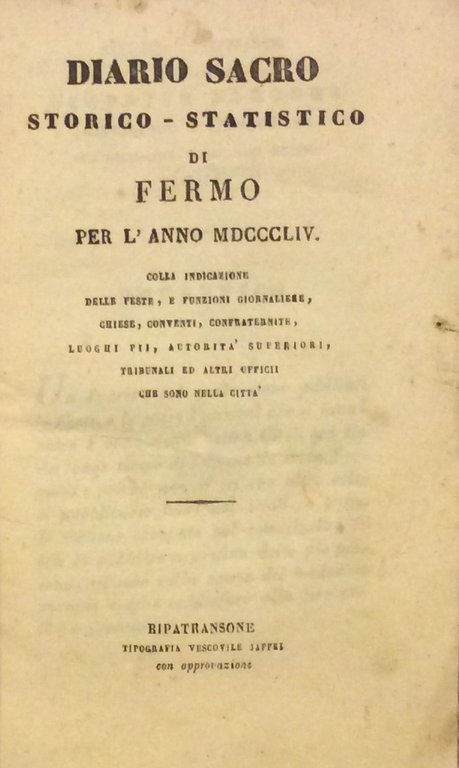 DIARIO SACRO
STORICO - STATISTICO
DI
FERMO
PER L' ANNO MDCCCLIV.
COLLA INDICAZIONE
DELLE FESTE, E FUNZIONI GIORNALIERE,
CHIESE, CONVENTI, CONFRATERNITE,
LUOGHI PII, AUTORITA' SUPERIORI,
TRIBUNALI ED ALTRI OFFICII
CHE SONO NELLA CITTA'
RIPATRANSONE
TIPOGRAFIA VESCOVILE JAFFEI
con approvazione